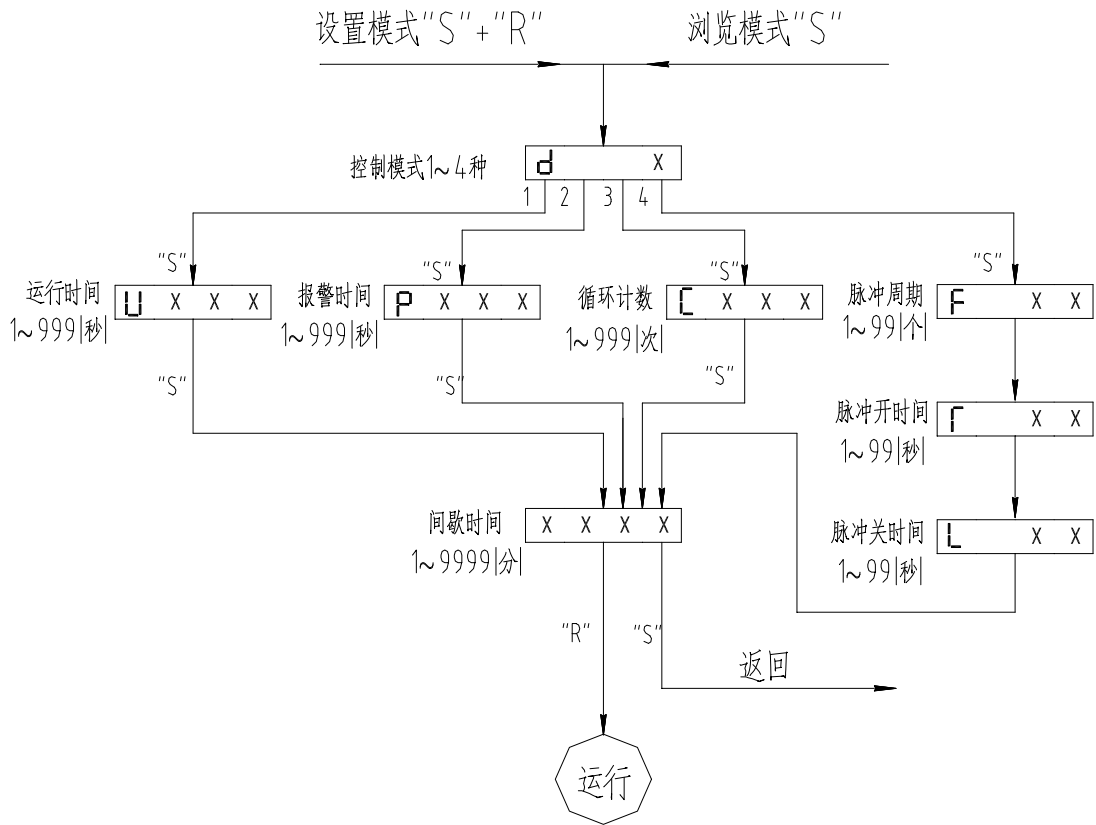 设置模式"S"+"R"
浏览模式"S"
控制模式1~4种
d X
1 2 3 4
"S" "S" "S" "S"
运行时间
1~999|秒|
U X X X
报警时间
1~999|秒|
P X X X
循环计数
1~999|次|
C X X X
脉冲周期
1~99|个|
F X X
"S" "S" "S"
脉冲开时间
1~99|秒|
Γ X X
间歇时间
1~9999|分|
X X X X
脉冲关时间
1~99|秒|
L X X
"R" "S"
返回
运行